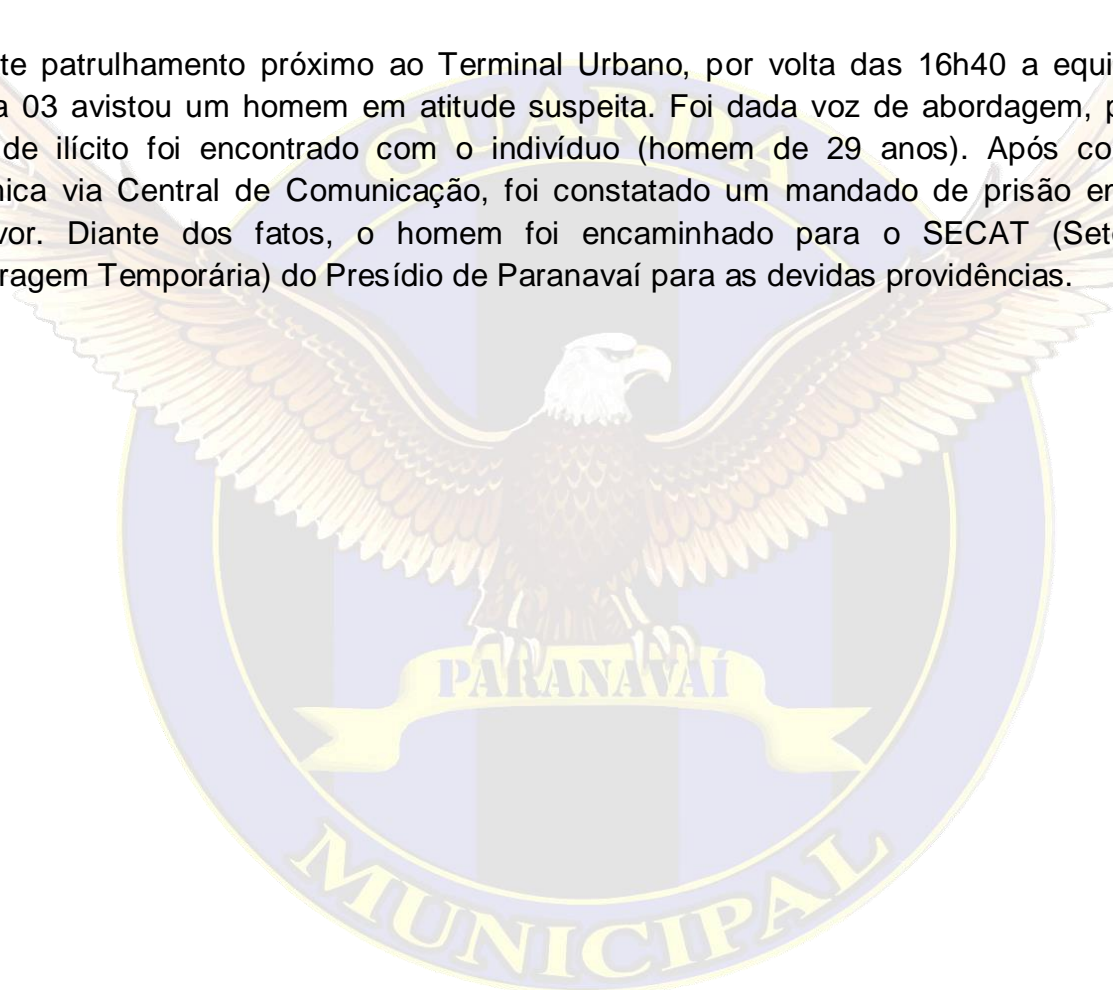 te patrulhamento próximo ao Terminal Urbano, por volta das 16h40 a equi
a 03 avistou um homem em atitude suspeita. Foi dada voz de abordagem, p
de ilícito foi encontrado com o indivíduo (homem de 29 anos). Após co
nica via Central de Comunicação, foi constatado um mandado de prisão e
vor. Diante dos fatos, o homem foi encaminhado para o SECAT (Set
ragem Temporária) do Presídio de Paranavaí para as devidas providências.
GUARDA
PARANAVAÍ
MUNICIPAL